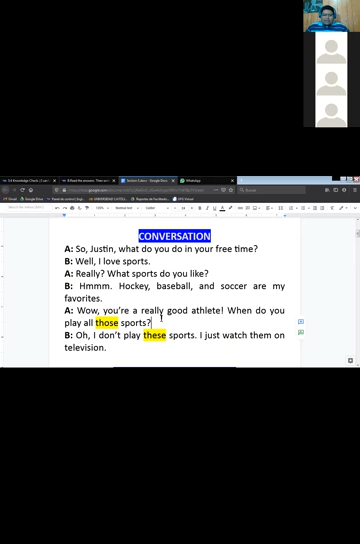 WhatsApp
CONVERSATION
A: So, Justin, what do you do in your free time?
B: Well, I love sports.
A: Really? What sports do you like?
B: Hmmm. Hockey, baseball, and soccer are my
favorites.
A: Wow, you're a really good athlete! When do you
play all those sports?
B: Oh, I don't play these sports. I just watch them on
television.